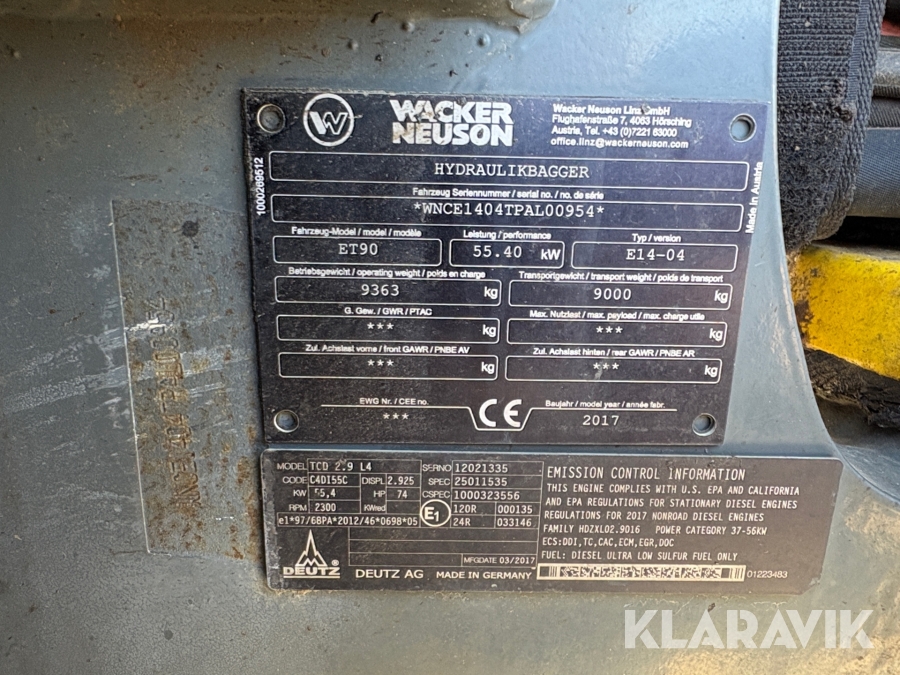 WACKER
NEUSON
Wacker Neuson Linz GmbH
Flughafenstraße 7, 4063 Hörsching
Austria, Tel. +43 (0)7221 63000
office.linz@wackerneuson.com
1000269512
Made in Austria
HYDRAULIKBAGGER
Fahrzeug Seriennummer / serial no. / no. de série
*WNCE1404TPAL00954*
Fahrzeug-Model / model / modèle
Leistung / performance
Typ / version
ET90
55.40 kW
E14-04
Betriebsgewicht / operating weight / poids en charge
Transportgewicht / transport weight / poids de transport
9363 kg
9000 kg
G. Gew. / GWR / PTAC
Max. Nutzlast / max. payload / max. charge utile
*** kg
*** kg
Zul. Achslast vorne / front GAWR / PNBE AV
Zul. Achslast hinten / rear GAWR / PNBE AR
*** kg
*** kg
EWG Nr. / CEE no.
***
CE
Baujahr / model year / année fabr.
2017
MODEL TCD 2.9 L4
CODE C4DI55C DISPL 2.925
KW 55,4 HP 74
RPM 2300 KWed
e1*97/68PA*2012/46*0698*05
SERNO 12021335
SPEC 25011535
CSPEC 1000323556
E1 120R 000135
24R 033146
MFGDATE 03/2017
DEUTZ
DEUTZ AG MADE IN GERMANY
EMISSION CONTROL INFORMATION
THIS ENGINE COMPLIES WITH U.S. EPA AND CALIFORNIA
AND EPA REGULATIONS FOR STATIONARY DIESEL ENGINES
REGULATIONS FOR 2017 NONROAD DIESEL ENGINES
FAMILY HDZXL02.9016 POWER CATEGORY 37-56KW
ECS:DDI,TC,CAC,ECM,EGR,DOC
FUEL: DIESEL ULTRA LOW SULFUR FUEL ONLY
01223483
KLARAVIK